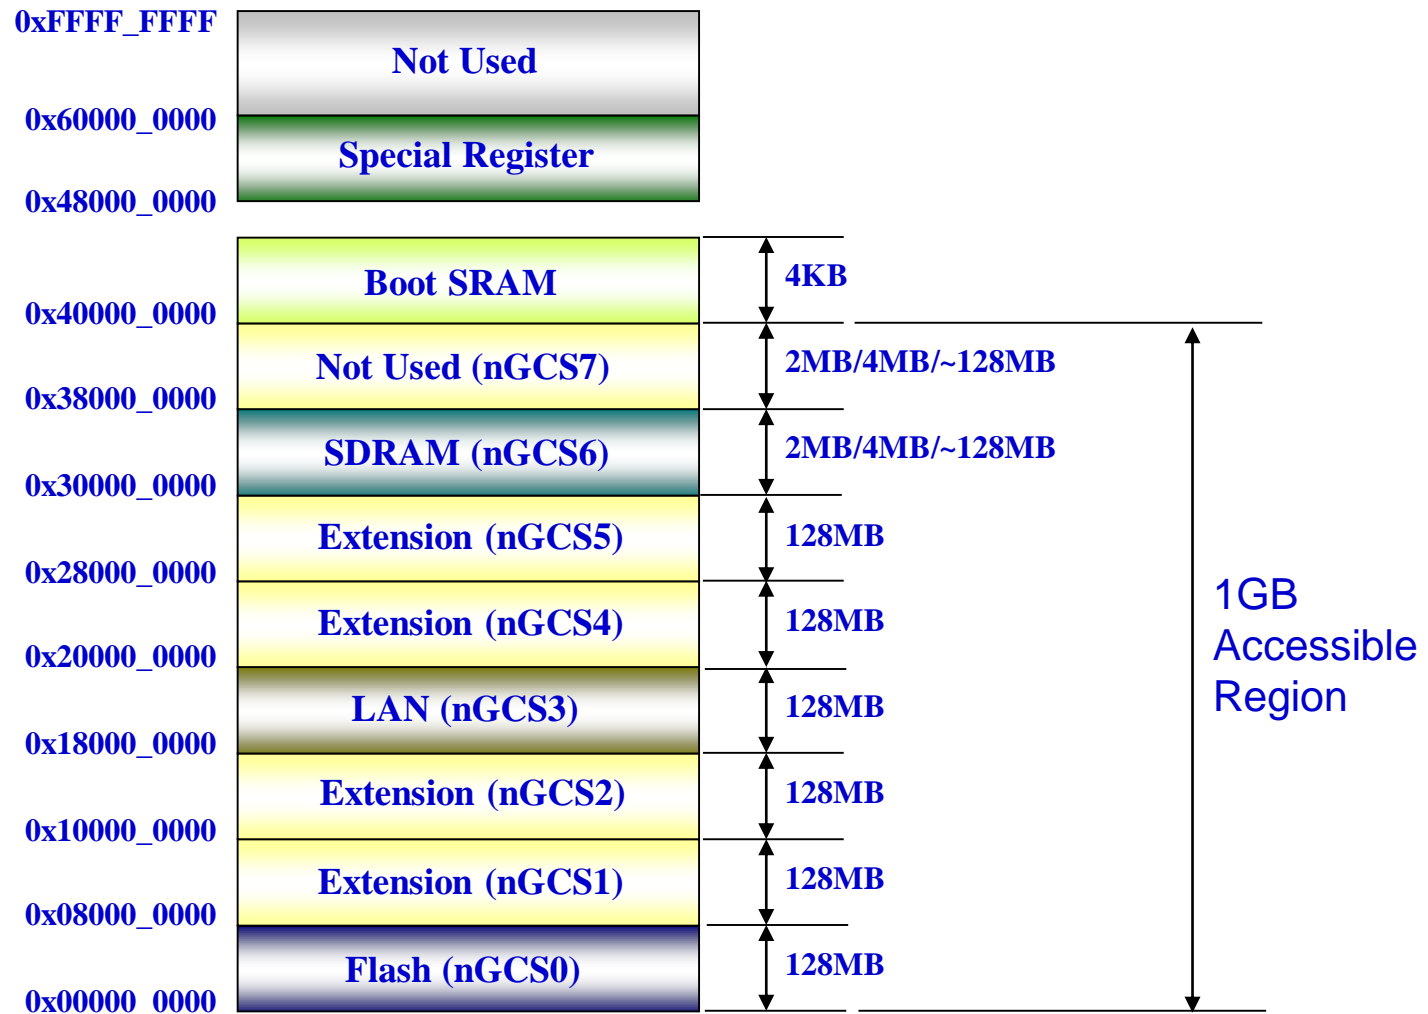 0xFFFF_FFFF
Not Used
0x60000_0000
Special Register
0x48000_0000
Boot SRAM
4KB
0x40000_0000
Not Used (nGCS7)
2MB/4MB/~128MB
0x38000_0000
SDRAM (nGCS6)
2MB/4MB/~128MB
0x30000_0000
Extension (nGCS5)
128MB
0x28000_0000
Extension (nGCS4)
128MB
0x20000_0000
LAN (nGCS3)
128MB
0x18000_0000
Extension (nGCS2)
128MB
0x10000_0000
Extension (nGCS1)
128MB
0x08000_0000
Flash (nGCS0)
128MB
0x00000_0000
1GB
Accessible
Region